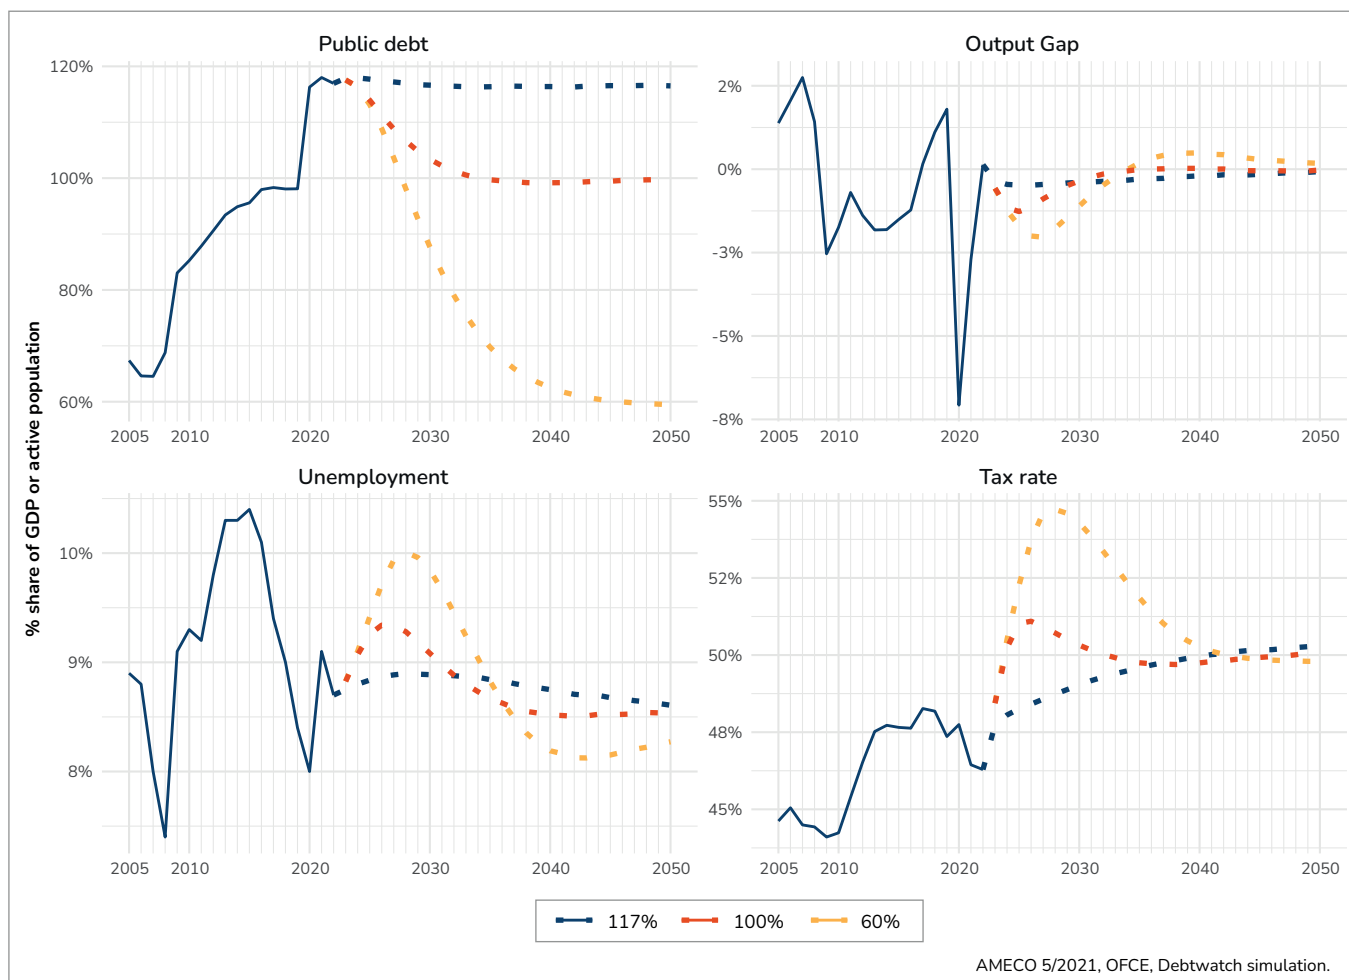 Public debt
Output Gap
120%
100%
80%
60%
2005 2010 2020 2030 2040 2050
2%
0%
-3%
-5%
-8%
2005 2010 2020 2030 2040 2050
% share of GDP or active population
Unemployment
Tax rate
10%
9%
8%
2005 2010 2020 2030 2040 2050
55%
52%
50%
48%
45%
2005 2010 2020 2030 2040 2050
117% 100% 60%
AMECO 5/2021, OFCE, Debtwatch simulation.